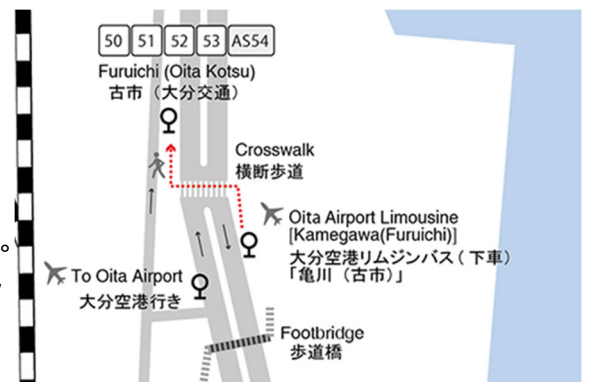 50 51 52 53 AS54
Furuichi (Oita Kotsu)
古市（大分交通）
Crosswalk
横断歩道
Oita Airport Limousine
[Kamegawa(Furuichi)]
大分空港リムジンバス（下車）
「亀川（古市）」
To Oita Airport
大分空港行き
Footbridge
歩道橋